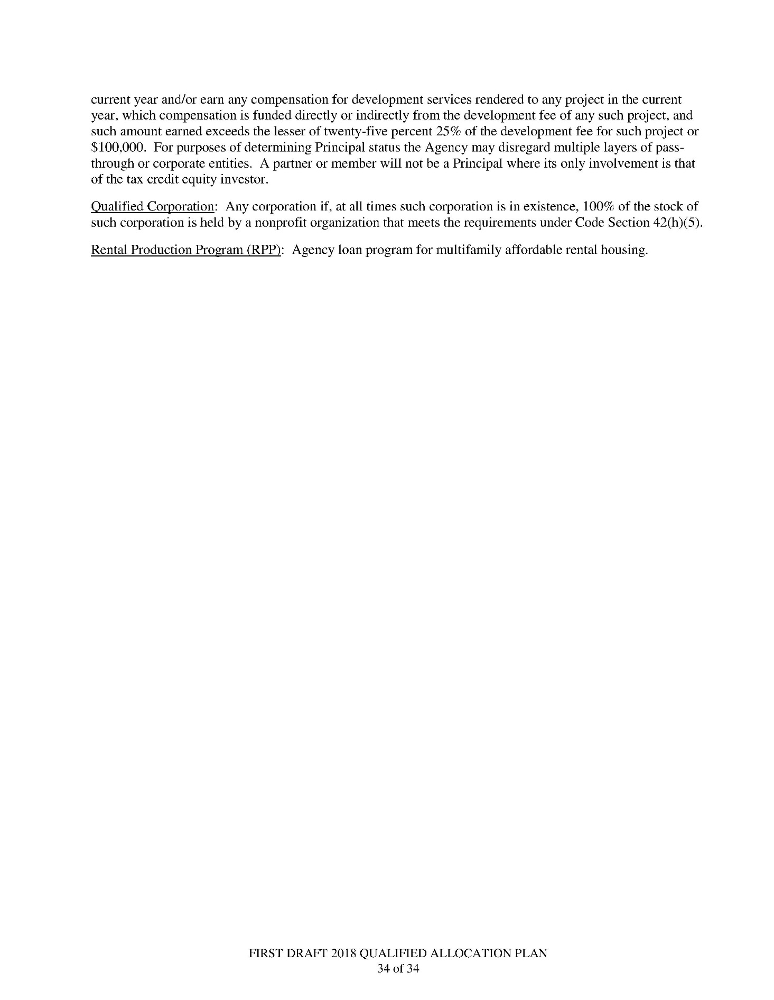 current year and/or earn any compensation for development services rendered to any project in the current
year, which compensation is funded directly or indirectly from the development fee of any such project, and
such amount earned exceeds the lesser of twenty-five percent 25% of the development fee for such project or
$100,000.  For purposes of determining Principal status the Agency may disregard multiple layers of pass-
through or corporate entities.  A partner or member will not be a Principal where its only involvement is that
of the tax credit equity investor.
Qualified Corporation:  Any corporation if, at all times such corporation is in existence, 100% of the stock of
such corporation is held by a nonprofit organization that meets the requirements under Code Section 42(h)(5).
Rental Production Program (RPP):  Agency loan program for multifamily affordable rental housing.
FIRST DRAFT 2018 QUALIFIED ALLOCATION PLAN
34 of 34